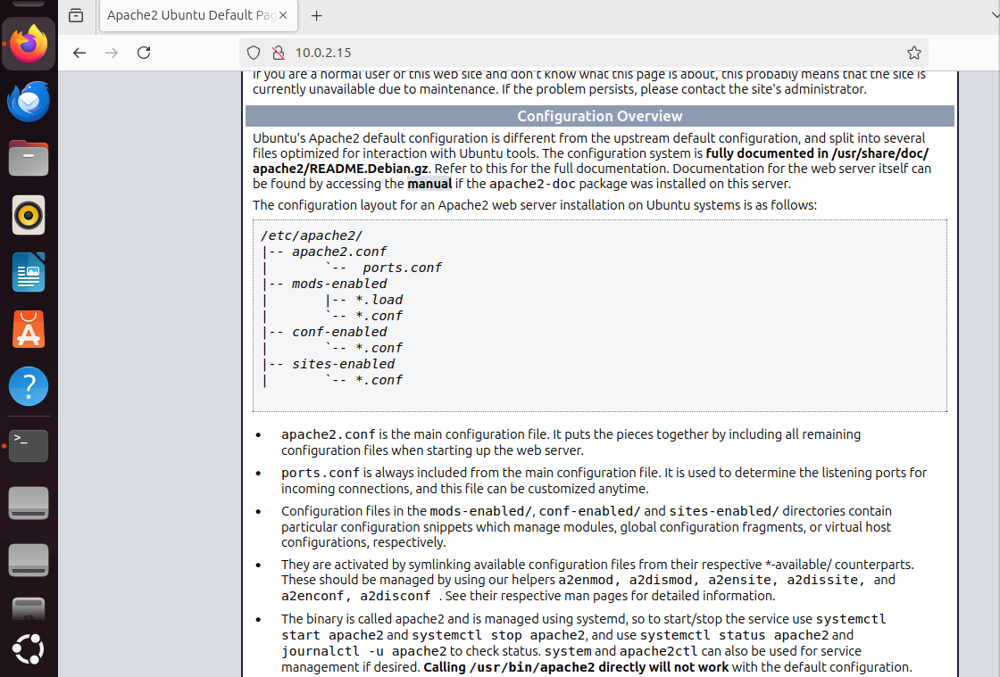 Apache2 Ubuntu Default Pag
10.0.2.15
If you are a normal user of this web site and don't know what this page is about, this probably means that the site is
currently unavailable due to maintenance. If the problem persists, please contact the site's administrator.
Configuration Overview
Ubuntu's Apache2 default configuration is different from the upstream default configuration, and split into several
files optimized for interaction with Ubuntu tools. The configuration system is fully documented in /usr/share/doc/
apache2/README.Debian.gz. Refer to this for the full documentation. Documentation for the web server itself can
be found by accessing the manual if the apache2-doc package was installed on this server.
The configuration layout for an Apache2 web server installation on Ubuntu systems is as follows:
/etc/apache2/
|-- apache2.conf
|       `--  ports.conf
|-- mods-enabled
|       |-- *.load
|       `-- *.conf
|-- conf-enabled
|       `-- *.conf
|-- sites-enabled
|       `-- *.conf
• apache2.conf is the main configuration file. It puts the pieces together by including all remaining
configuration files when starting up the web server.
• ports.conf is always included from the main configuration file. It is used to determine the listening ports for
incoming connections, and this file can be customized anytime.
• Configuration files in the mods-enabled/, conf-enabled/ and sites-enabled/ directories contain
particular configuration snippets which manage modules, global configuration fragments, or virtual host
configurations, respectively.
• They are activated by symlinking available configuration files from their respective *-available/ counterparts.
These should be managed by using our helpers a2enmod, a2dismod, a2ensite, a2dissite, and
a2enconf, a2disconf . See their respective man pages for detailed information.
• The binary is called apache2 and is managed using systemd, so to start/stop the service use systemctl
start apache2 and systemctl stop apache2, and use systemctl status apache2 and
journalctl -u apache2 to check status. system and apache2ctl can also be used for service
management if desired. Calling /usr/bin/apache2 directly will not work with the default configuration.